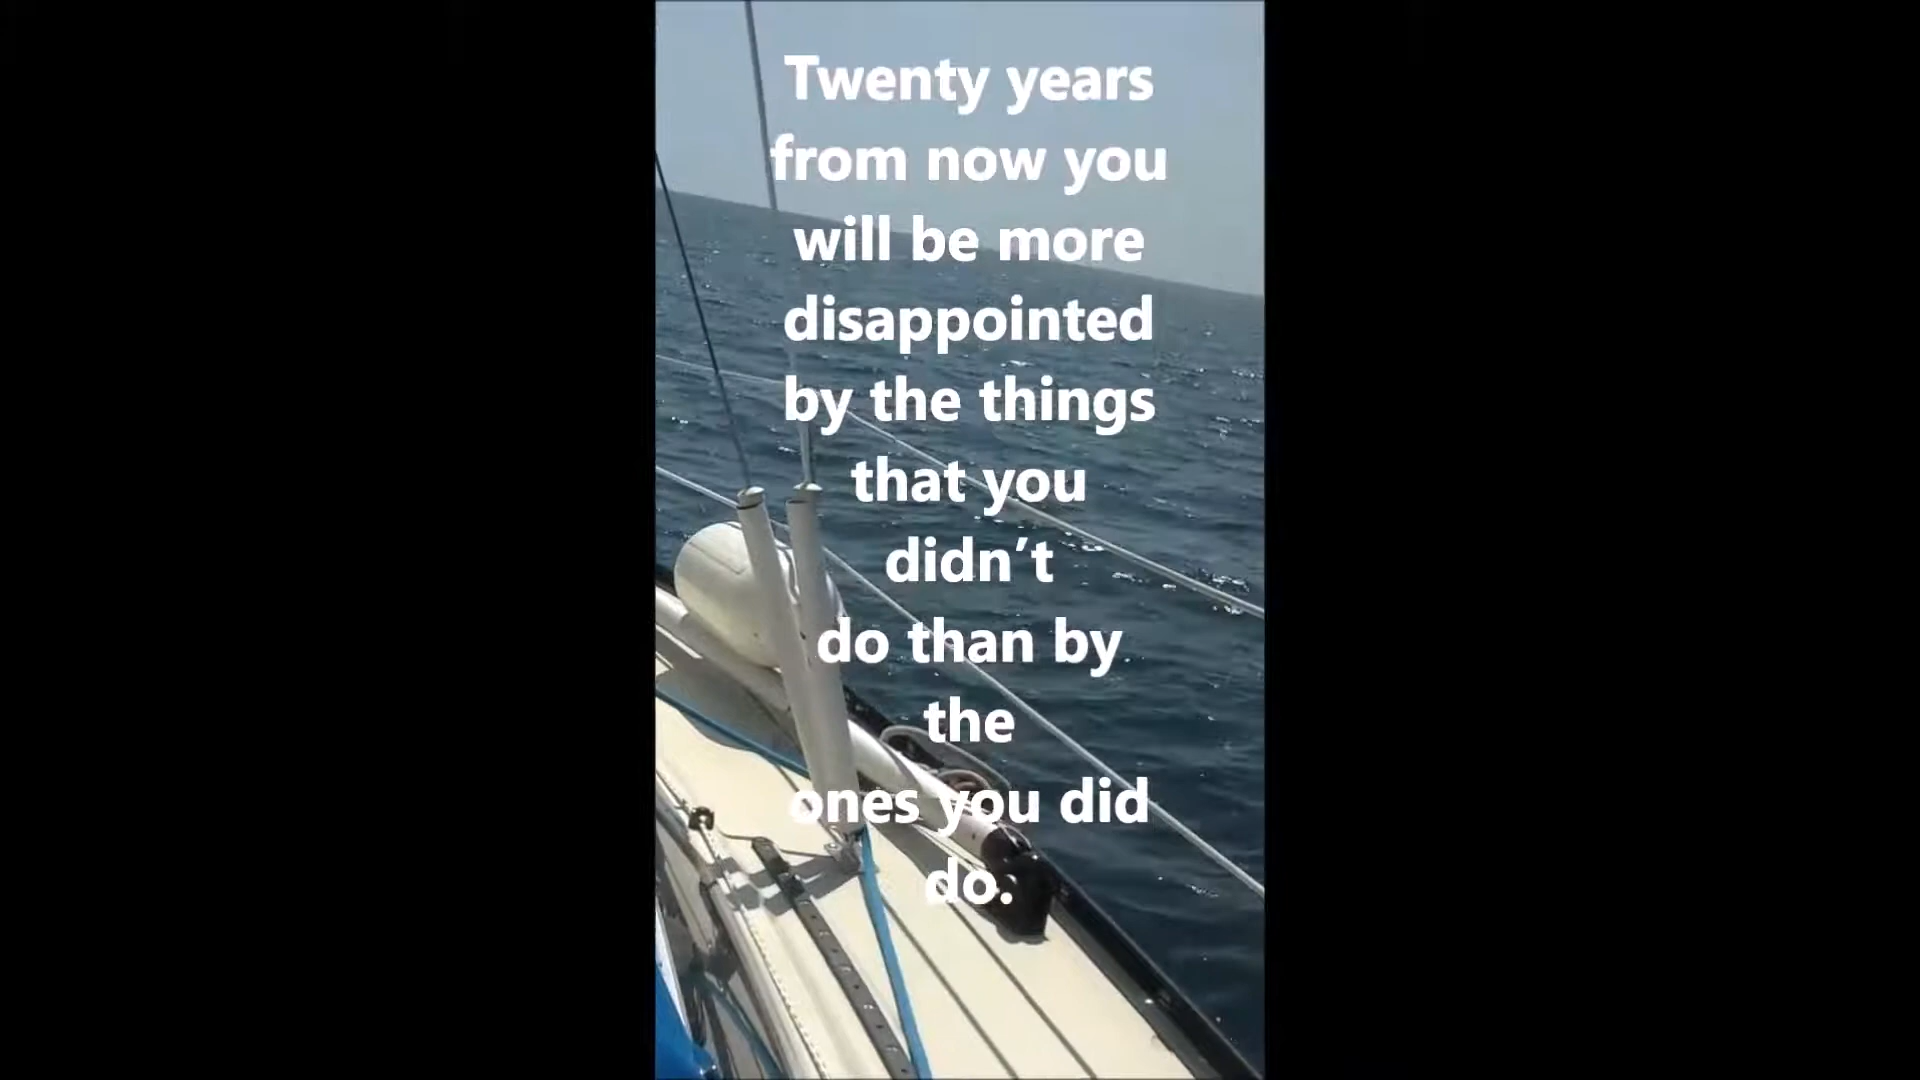 Twenty years
from now you
will be more
disappointed
by the things
that you
didn’t
do than by
the
ones you did
do.